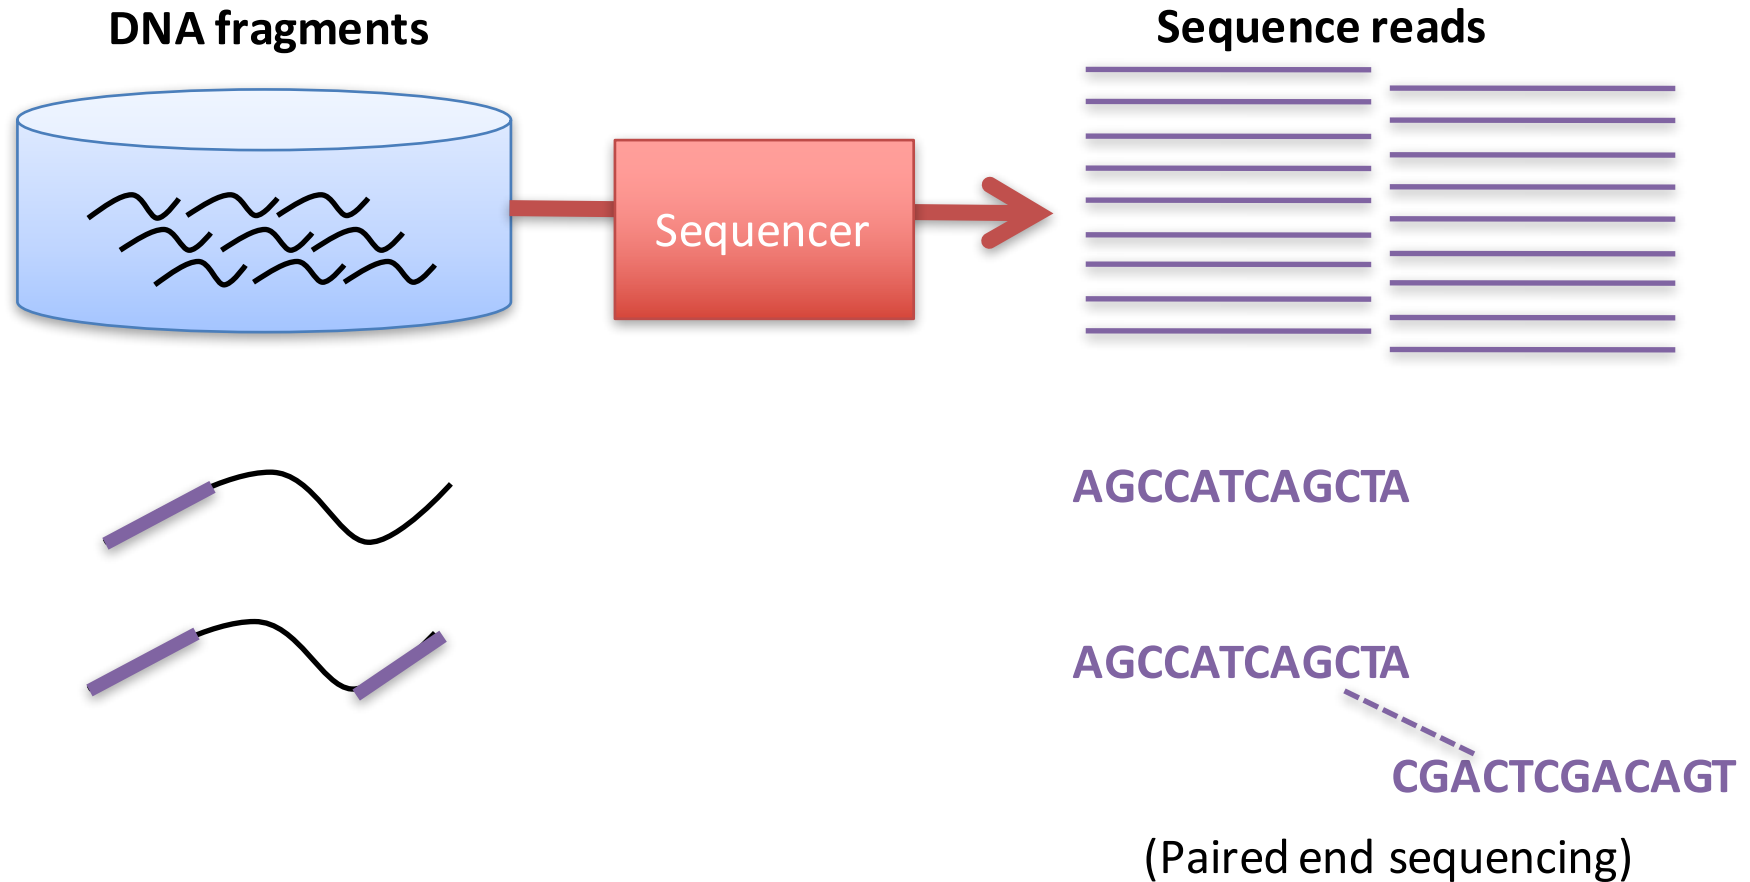 DNA fragments
Sequence reads
Sequencer
AGCCATCAGCTA
AGCCATCAGCTA
CGACTCGACAGT
(Paired end sequencing)